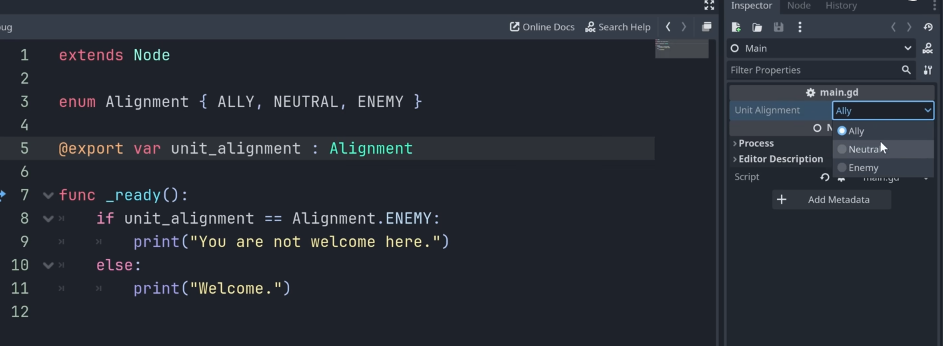 Inspector Node History
ug
Online Docs Search Help
Main
Filter Properties
main.gd
Unit Alignment Ally
Ally
N
Neutral
Process
Editor Description
Enemy
Script main.gd
Add Metadata
1 extends Node
2
3 enum Alignment { ALLY, NEUTRAL, ENEMY }
4
5 @export var unit_alignment : Alignment
6
7 func _ready():
8 if unit_alignment == Alignment.ENEMY:
9 print("You are not welcome here.")
10 else:
11 print("Welcome.")
12